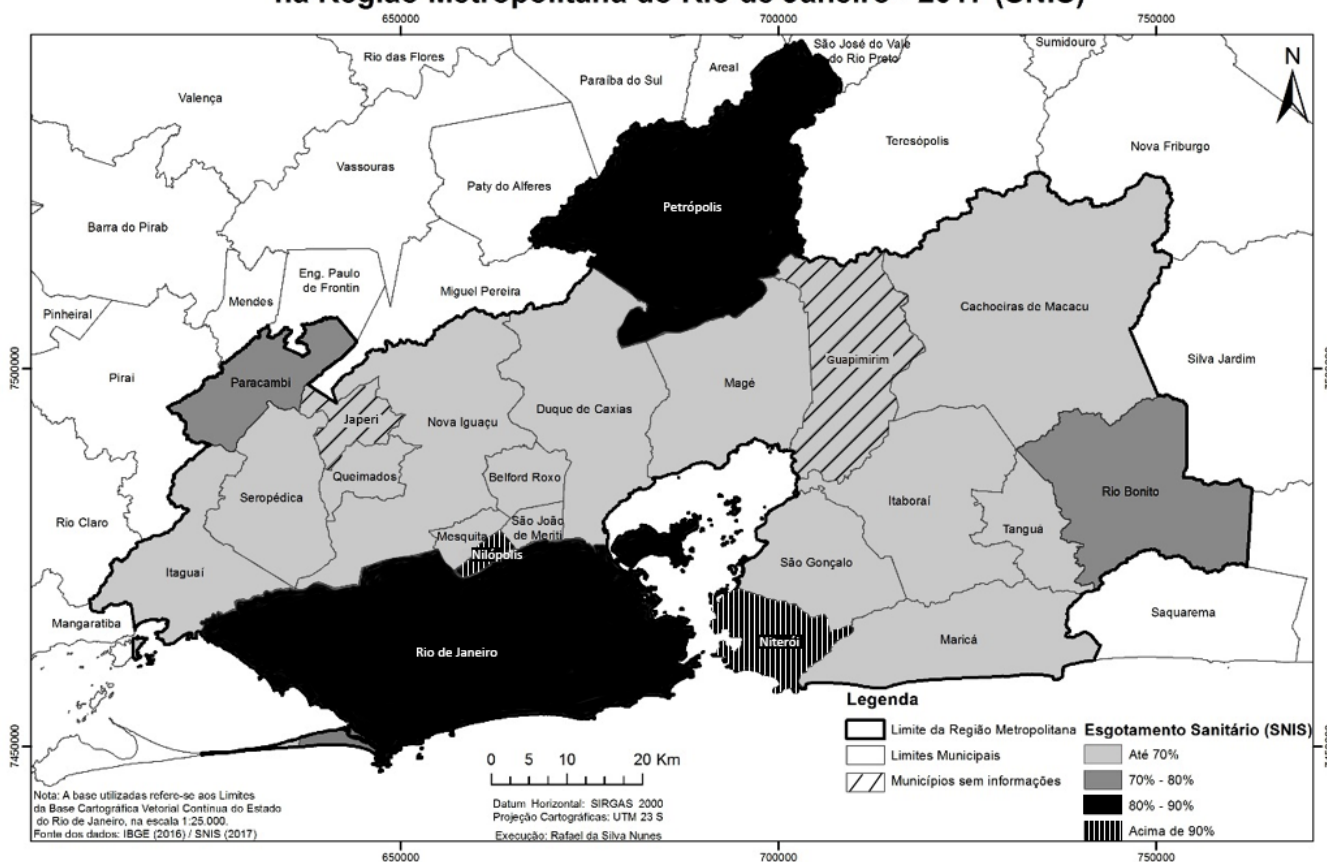 na Região Metropolitana do Rio de Janeiro - 2017 (SNIS)
650000
700000
750000
Rio das Flores
Paraíba do Sul
Areal
São José do Vale
do Rio Preto
Sumidouro
N
Valença
Vassouras
Paty do Alferes
Teresópolis
Nova Friburgo
Petrópolis
Barra do Pirab
Eng. Paulo
de Frontin
Mendes
Miguel Pereira
Pinheiral
Cachoeiras de Macacu
7500000
Piraí
Paracambi
Guapimirim
Silva Jardim
Japeri
Nova Iguaçu
Duque de Caxias
Magé
Queimados
Belford Roxo
Seropédica
Itaboraí
Rio Bonito
Rio Claro
São João
de Meriti
Mesquita
Nilópolis
Tanguá
Itaguaí
São Gonçalo
Mangaratiba
Saquarema
Rio de Janeiro
Niterói
Maricá
7450000
Legenda
Limite da Região Metropolitana
Limites Municipais
Municípios sem informações
Esgotamento Sanitário (SNIS)
Até 70%
70% - 80%
80% - 90%
Acima de 90%
0 5 10 20 Km
Datum Horizontal: SIRGAS 2000
Projeção Cartográficas: UTM 23 S
Execução: Rafael da Silva Nunes
Nota: A base utilizadas refere-se aos Limites
da Base Cartográfica Vetorial Contínua do Estado
do Rio de Janeiro, na escala 1:25.000.
Fonte dos dados: IBGE (2016) / SNIS (2017)
650000
700000
750000